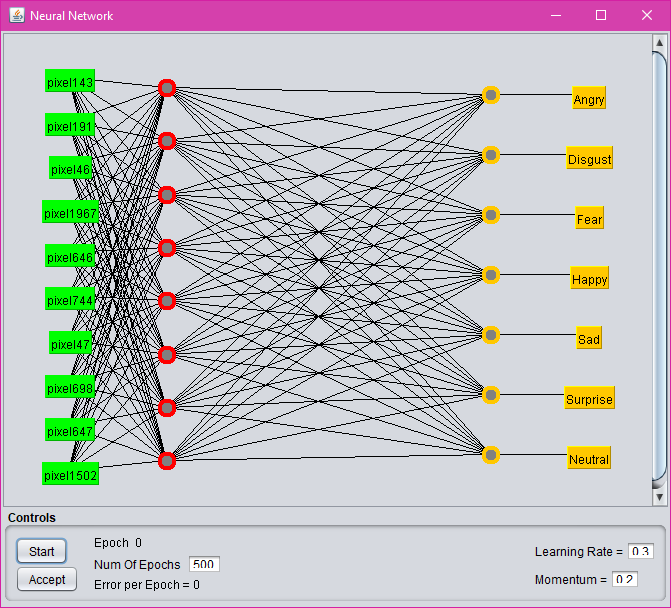 Neural Network
pixel143
pixel191
pixel46
pixel1967
pixel646
pixel744
pixel47
pixel698
pixel647
pixel1502
Angry
Disgust
Fear
Happy
Sad
Surprise
Neutral
Controls
Start
Accept
Epoch 0
Num Of Epochs 500
Error per Epoch = 0
Learning Rate = 0.3
Momentum = 0.2